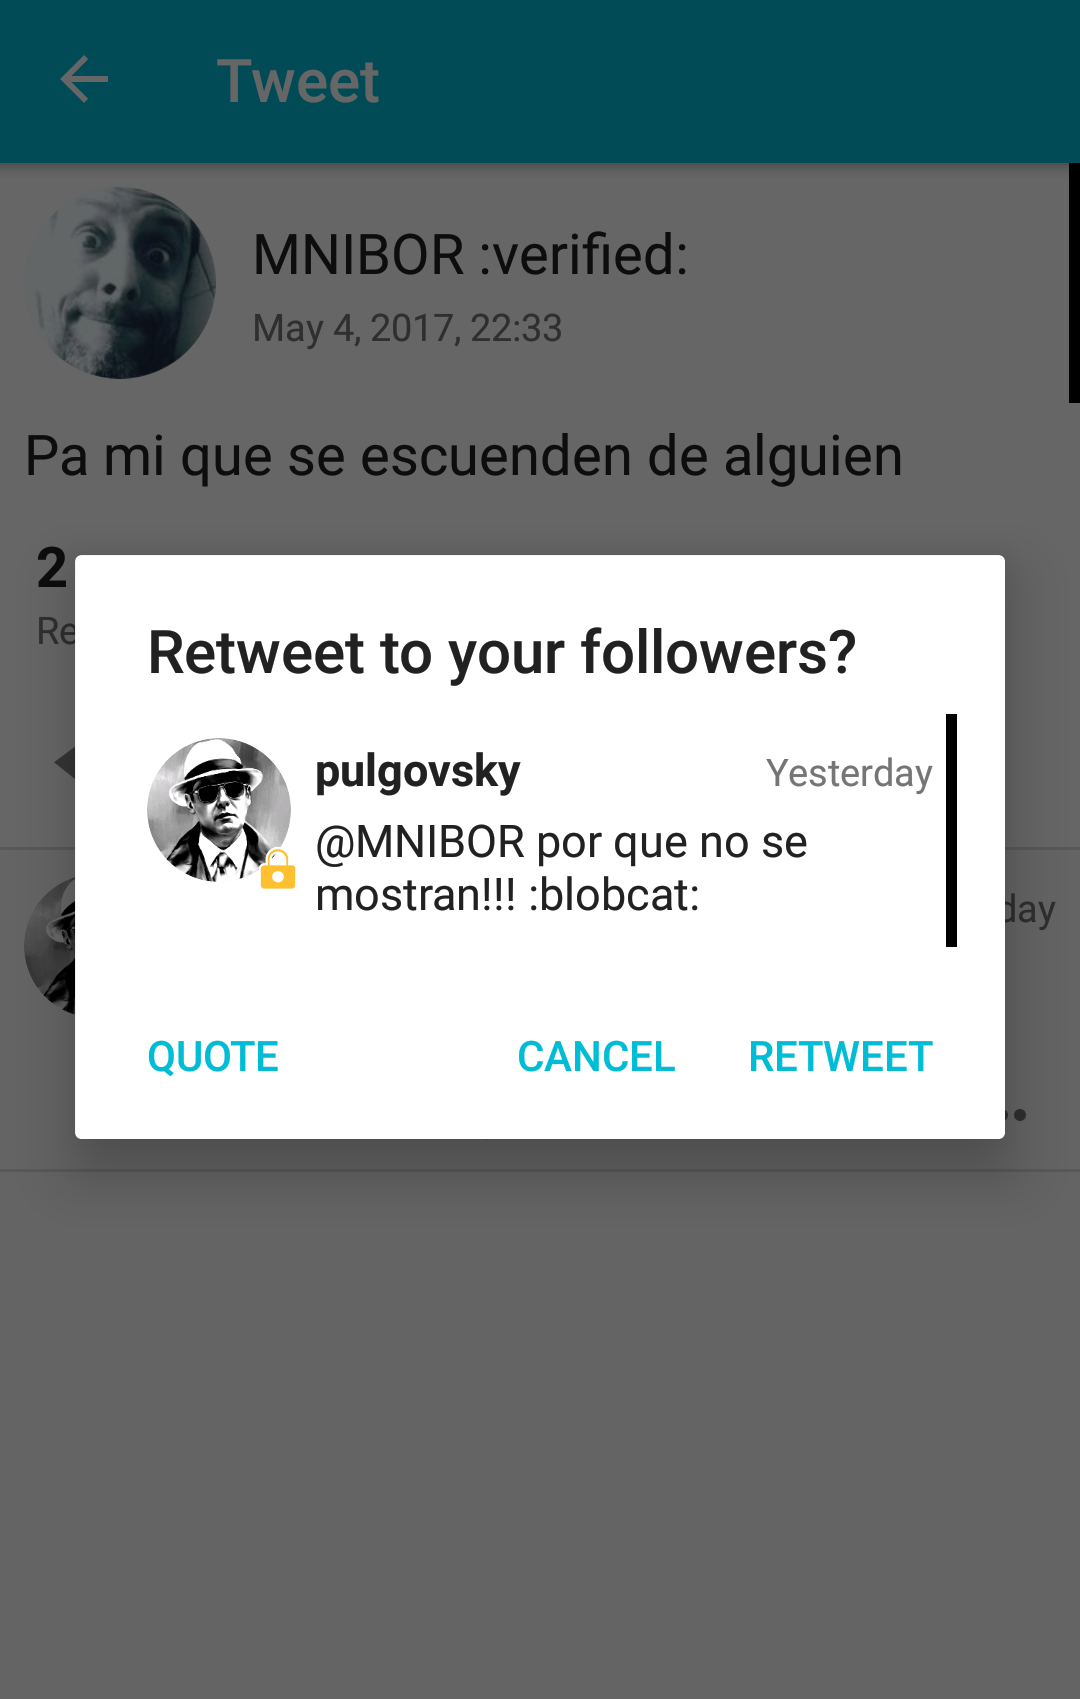 Tweet
MNIBOR :verified:
May 4, 2017, 22:33
Pa mi que se escuenden de alguien
2
Re
Retweet to your followers?
pulgovsky
Yesterday
@MNIBOR por que no se
mostran!!! :blobcat:
day
QUOTE
CANCEL
RETWEET